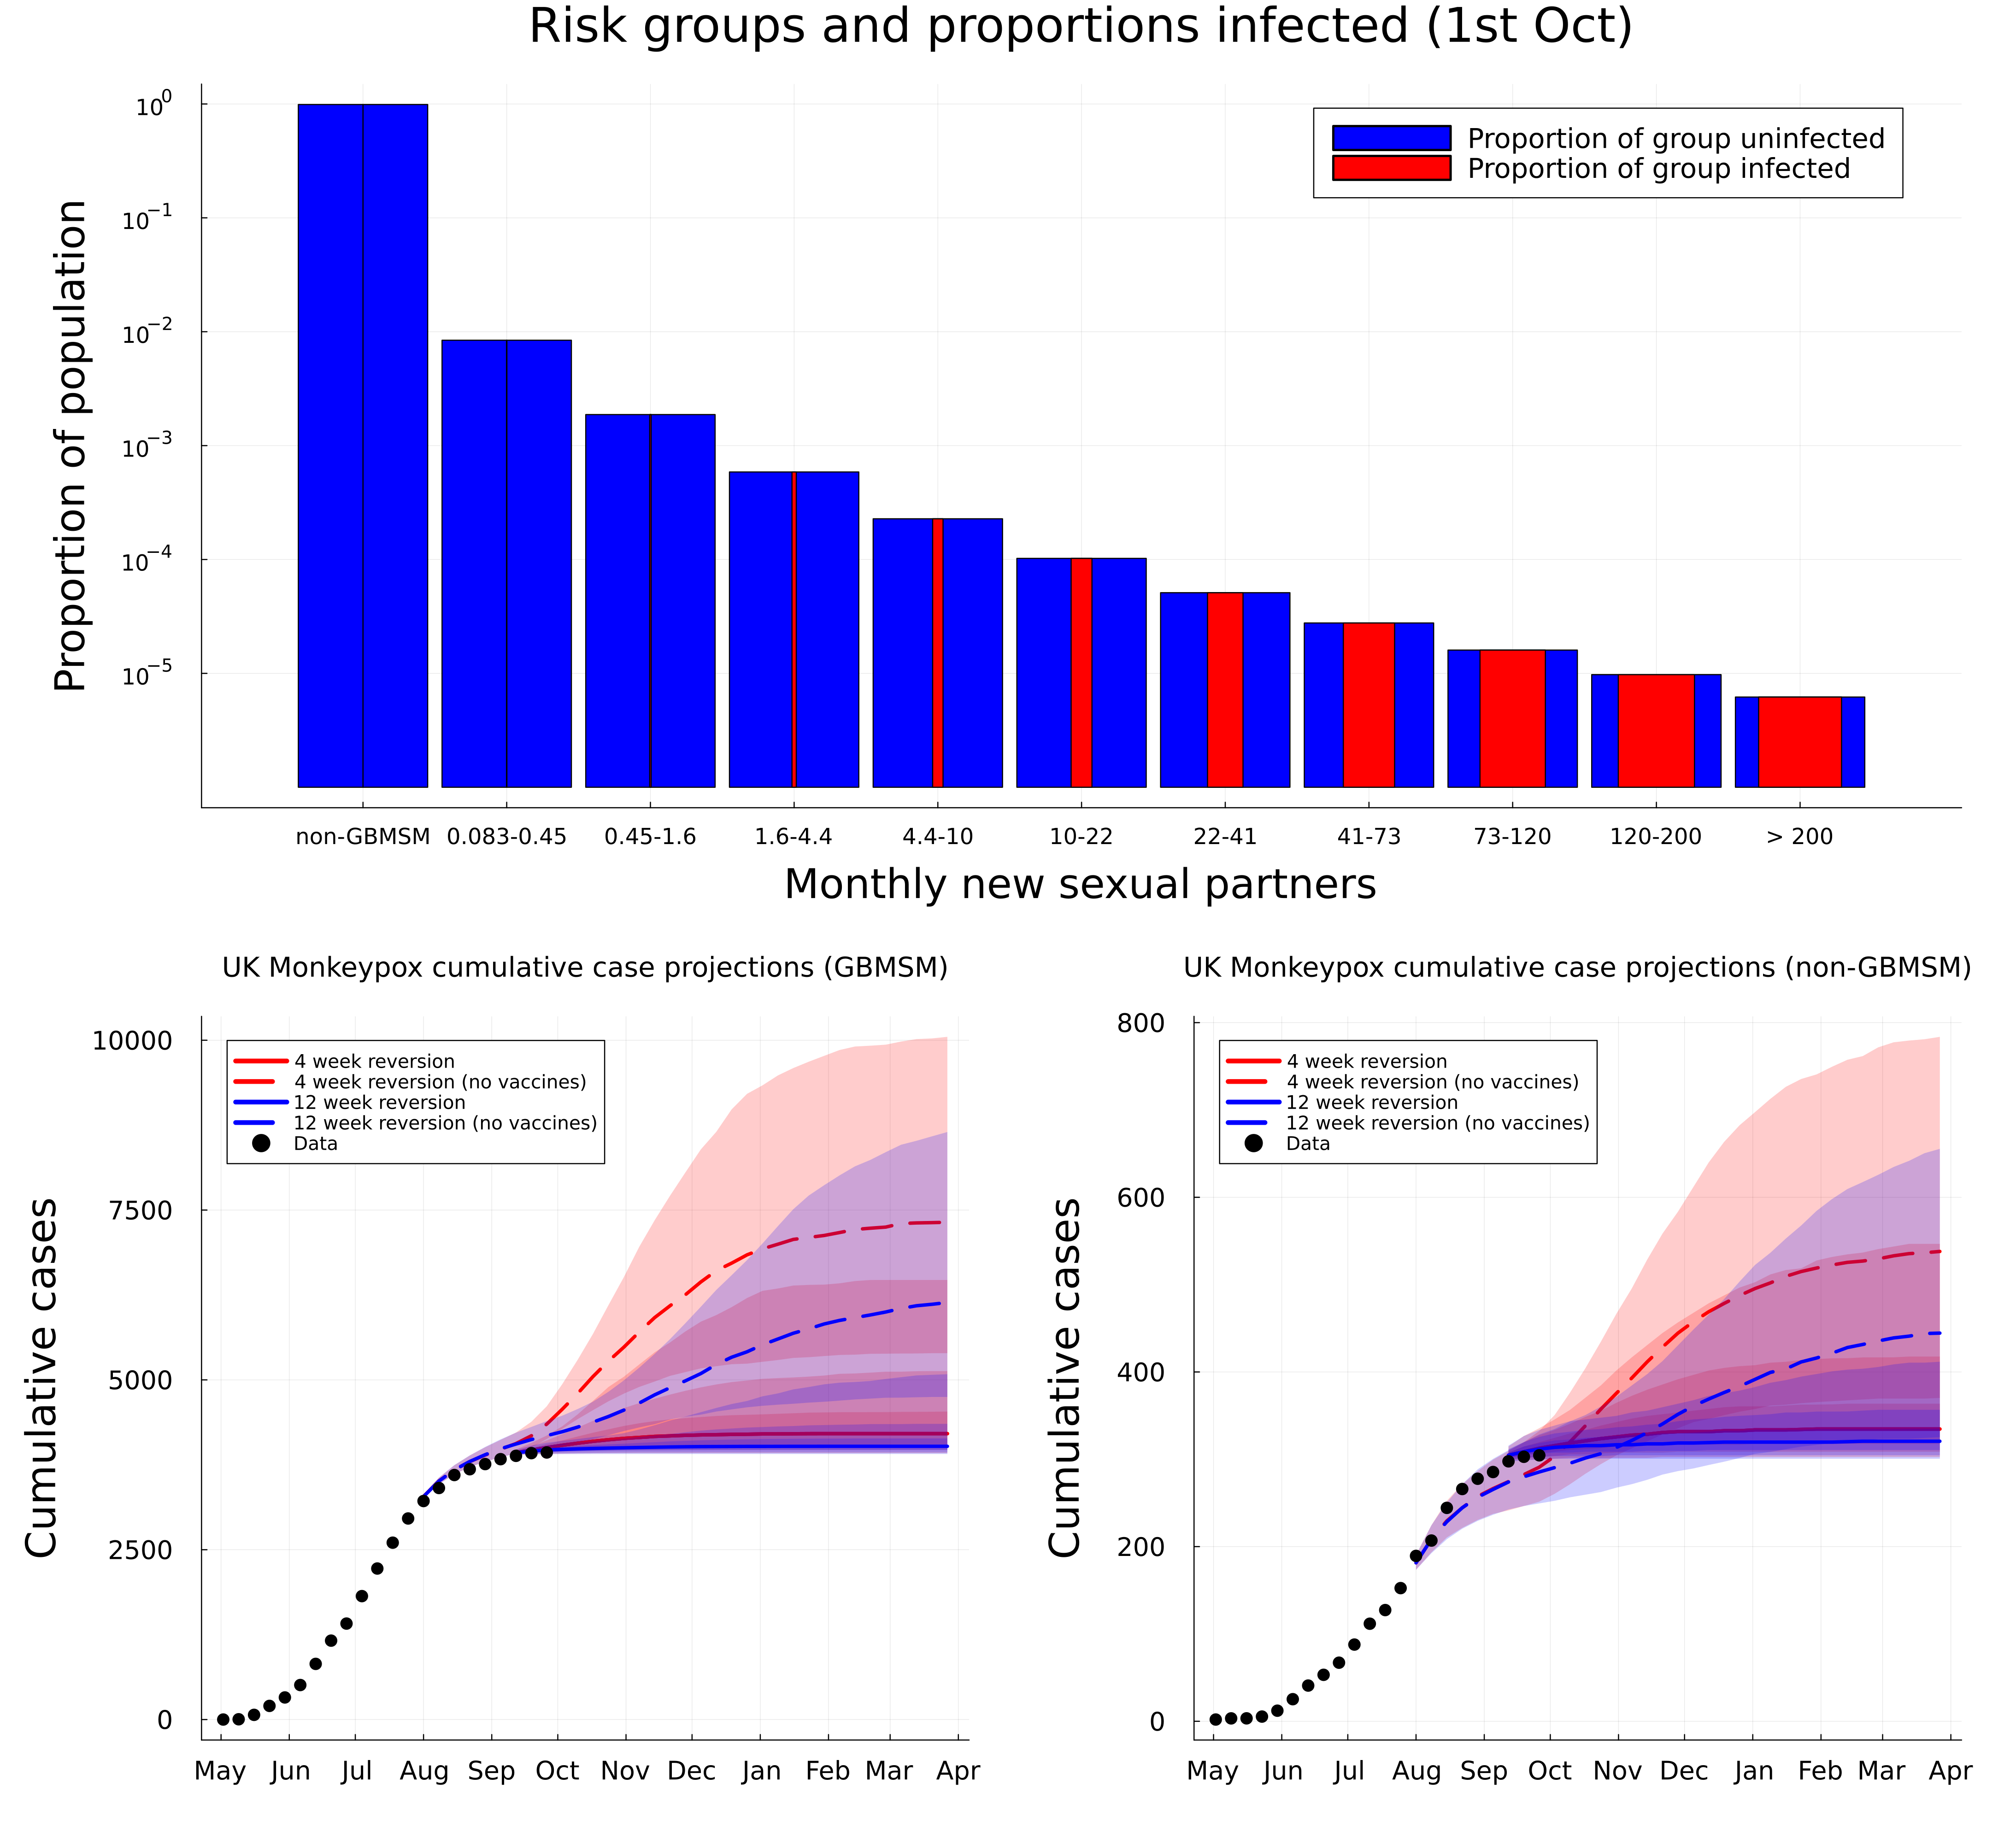 Risk groups and proportions infected (1st Oct)
Proportion of population
10^0
10^−1
10^−2
10^−3
10^−4
10^−5
Proportion of group uninfected
Proportion of group infected
non-GBMSM 0.083-0.45 0.45-1.6 1.6-4.4 4.4-10 10-22 22-41 41-73 73-120 120-200 > 200
Monthly new sexual partners
UK Monkeypox cumulative case projections (GBMSM)
Cumulative cases
10000
7500
5000
2500
0
4 week reversion
4 week reversion (no vaccines)
12 week reversion
12 week reversion (no vaccines)
Data
May Jun Jul Aug Sep Oct Nov Dec Jan Feb Mar Apr
UK Monkeypox cumulative case projections (non-GBMSM)
Cumulative cases
800
600
400
200
0
4 week reversion
4 week reversion (no vaccines)
12 week reversion
12 week reversion (no vaccines)
Data
May Jun Jul Aug Sep Oct Nov Dec Jan Feb Mar Apr